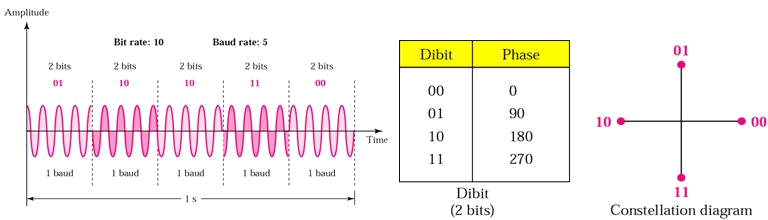 Amplitude
Bit rate: 10 Baud rate: 5
2 bits 2 bits 2 bits 2 bits 2 bits
01 10 10 11 00
Time
1 baud 1 baud 1 baud 1 baud 1 baud
1 s
Dibit Phase
00 0
01 90
10 180
11 270
Dibit
(2 bits)
01
10 00
11
Constellation diagram